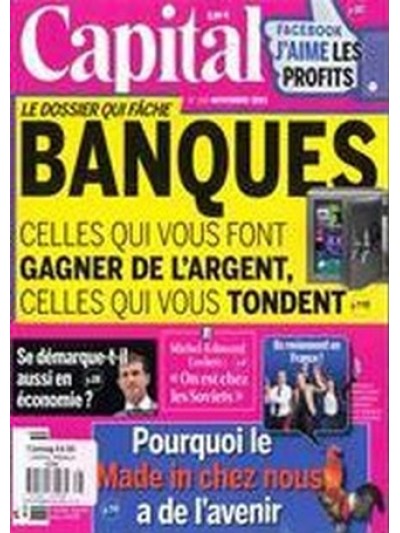 Capital
FACEBOOK
J'AIME LES
PROFITS
NOVEMBRE
LE DOSSIER QUI FÂCHE
BANQUES
CELLES QUI VOUS FONT
GAGNER DE L'ARGENT,
CELLES QUI VOUS TONDENT
Se démarque-t-il
aussi en
économie ?
Michel-Édouard
Leclerc
« On est chez
les Soviets »
Ils reviennent en
France !
Pourquoi le
Made in chez nous
a de l'avenir